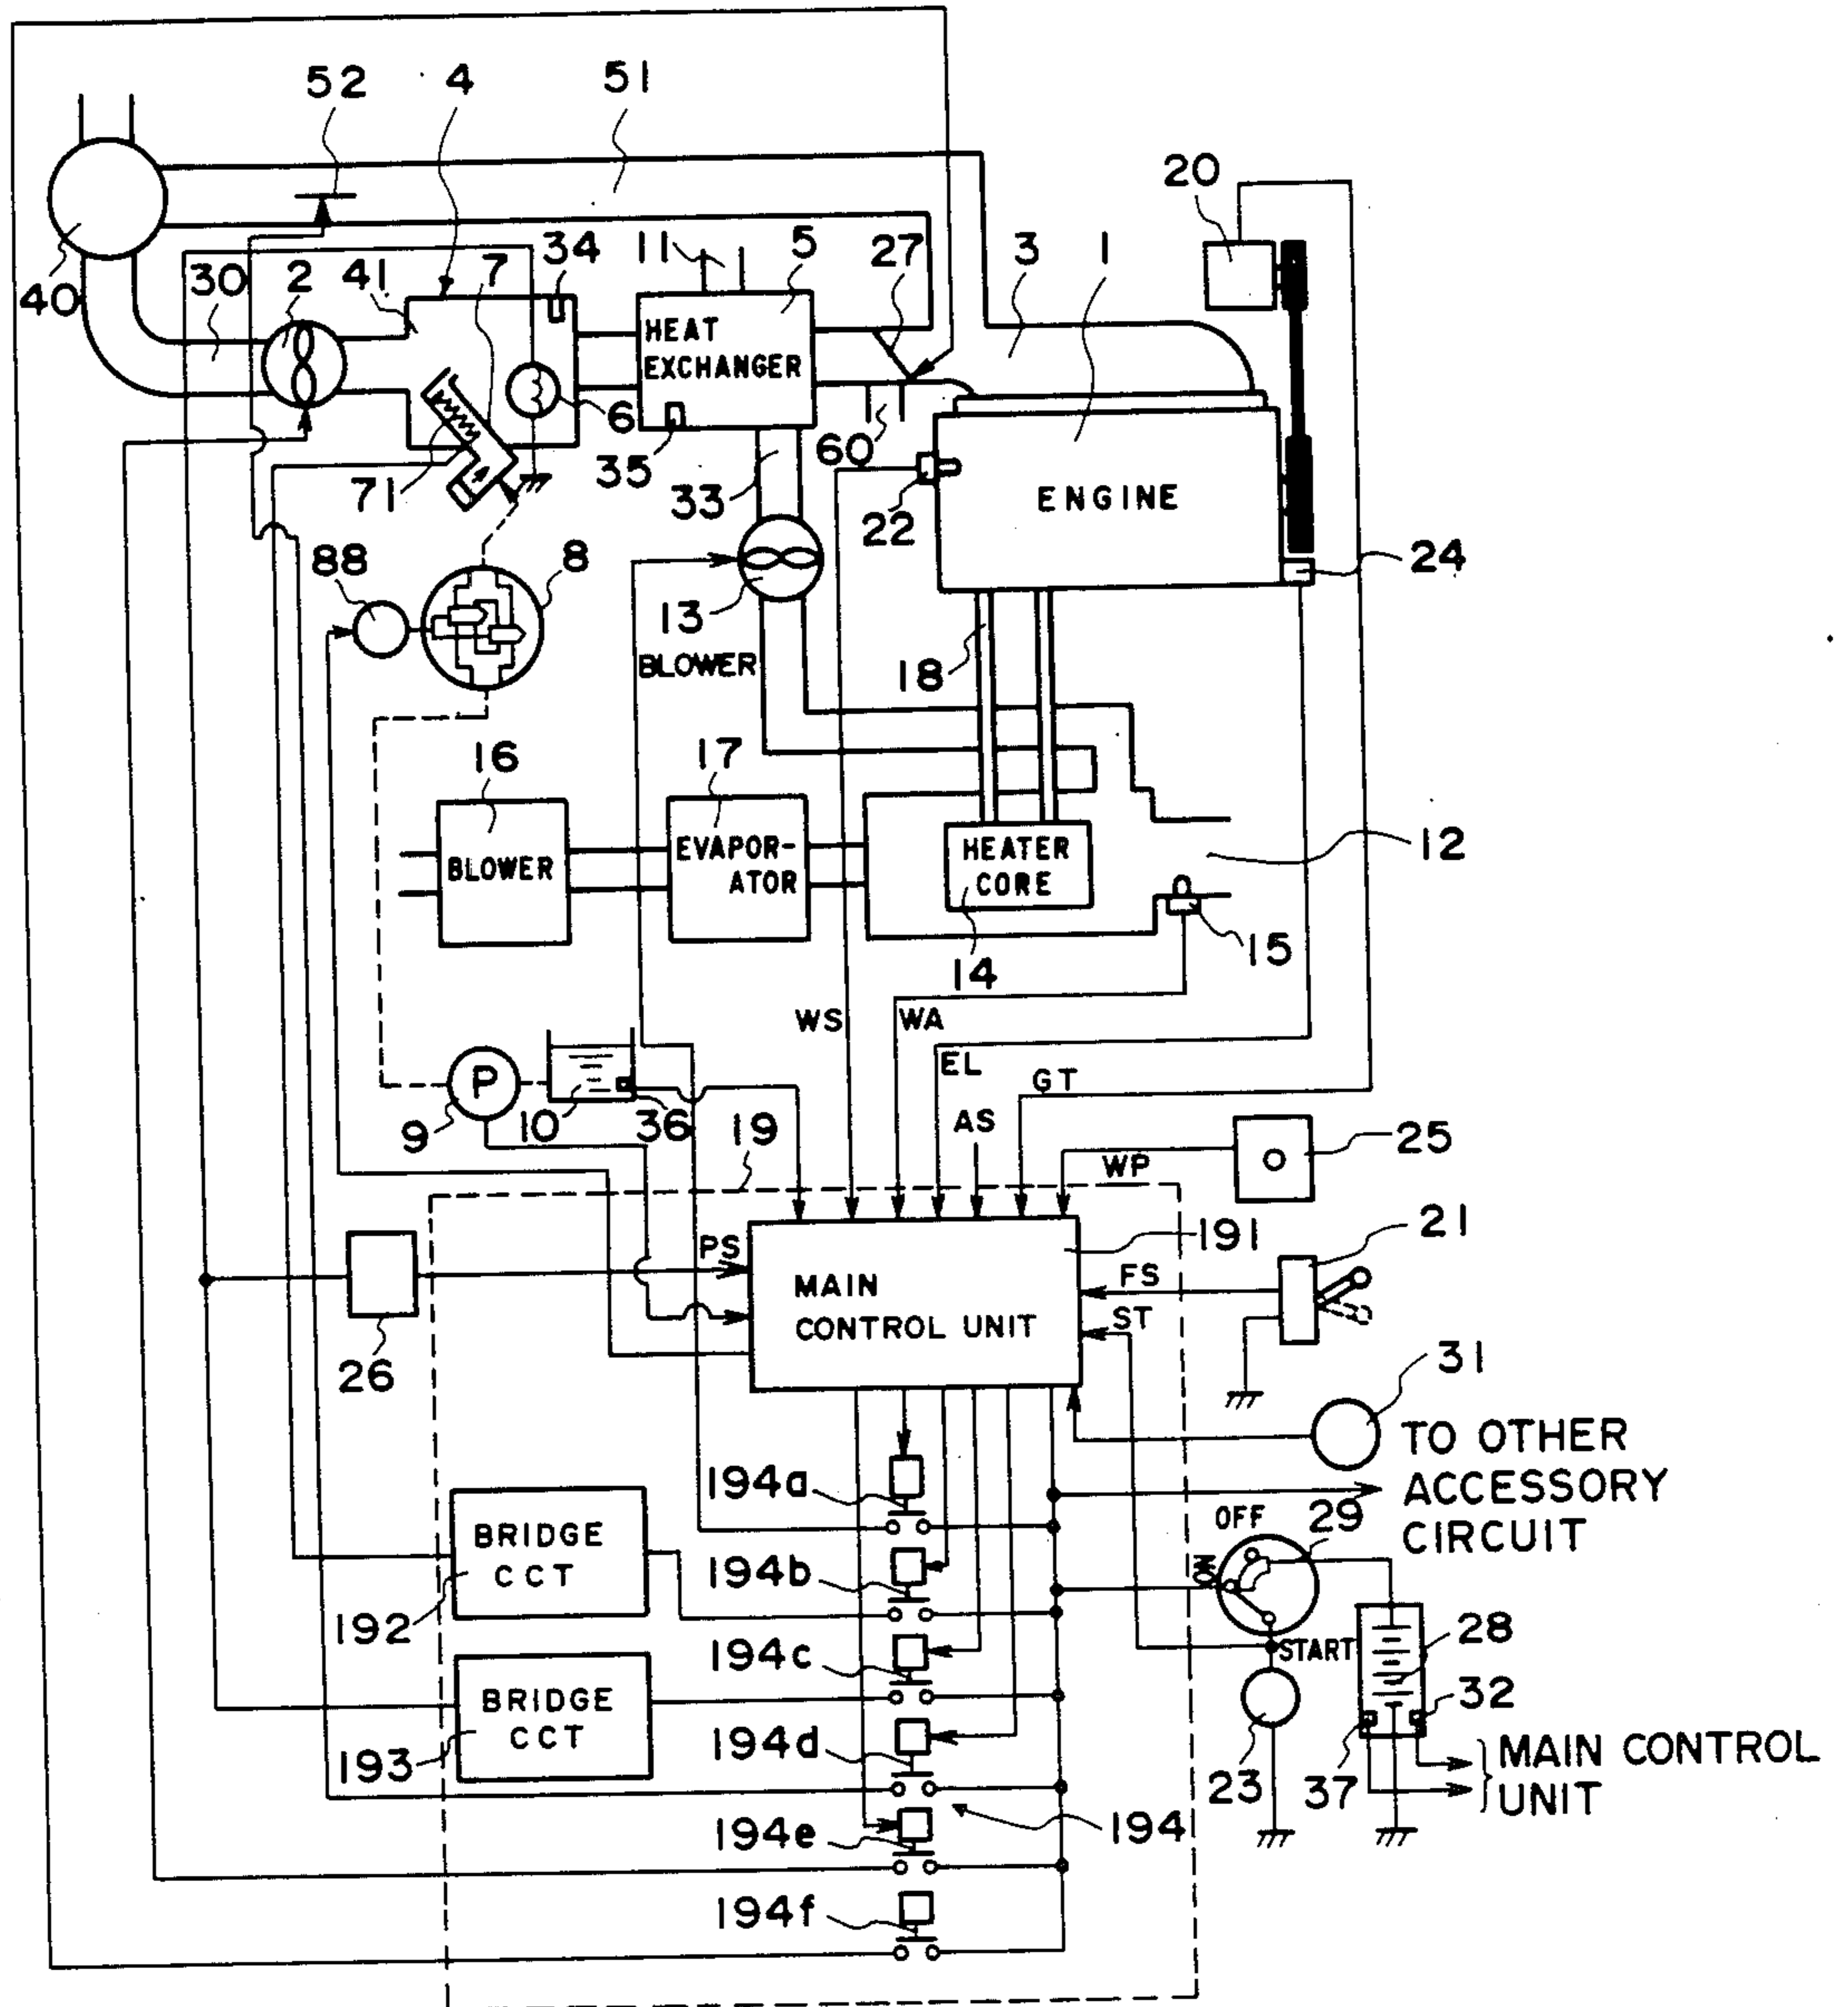 52
4
51
20
40
30
2
41
7
34
11
5
27
3
1
HEAT
EXCHANGER
6
60
71
35
33
22
ENGINE
24
88
8
13
BLOWER
18
16
17
12
BLOWER
EVAPOR-
ATOR
HEATER
CORE
14
15
WS
WA
EL
GT
P
9
10
36
19
AS
WP
25
191
21
PS
MAIN
CONTROL UNIT
FS
ST
26
31
TO OTHER
ACCESSORY
CIRCUIT
194a
OFF
29
BRIDGE
CCT
192
194b
ON
START
28
194c
BRIDGE
CCT
193
32
194d
23
37
MAIN CONTROL
UNIT
194e
194
194f